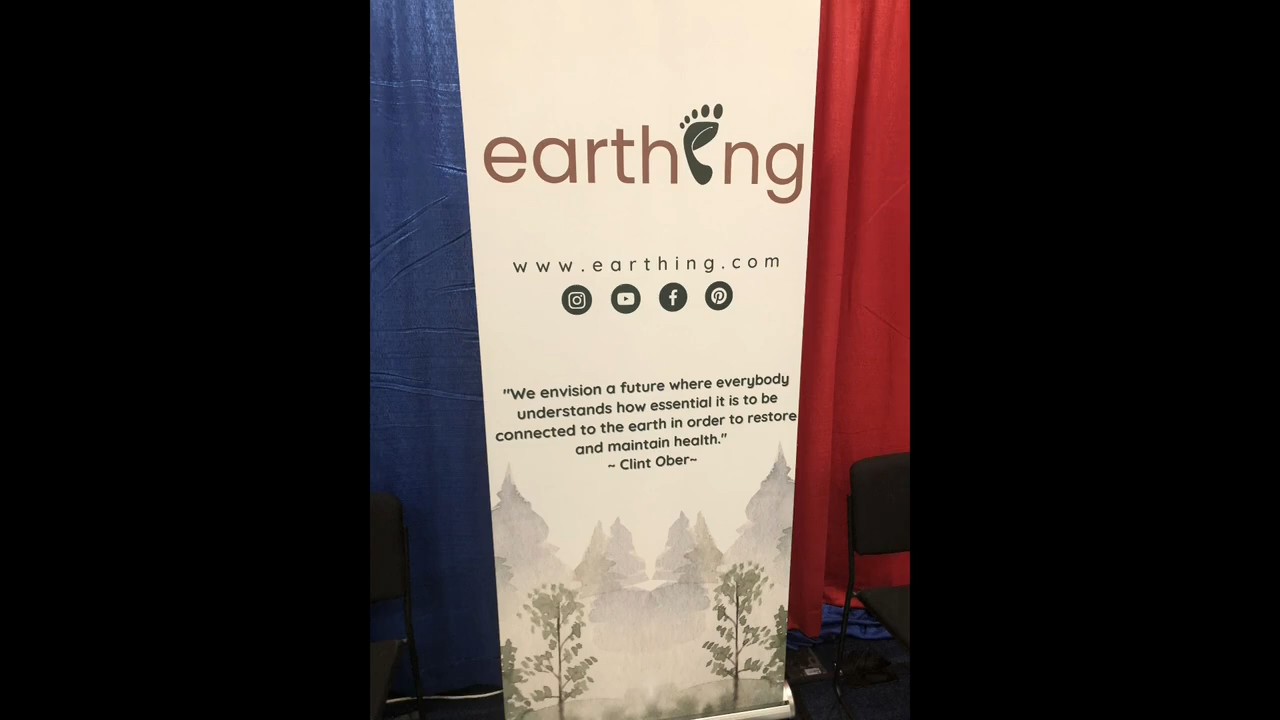 earthing
www.earthing.com
"We envision a future where everybody
understands how essential it is to be
connected to the earth in order to restore
and maintain health."
~ Clint Ober~